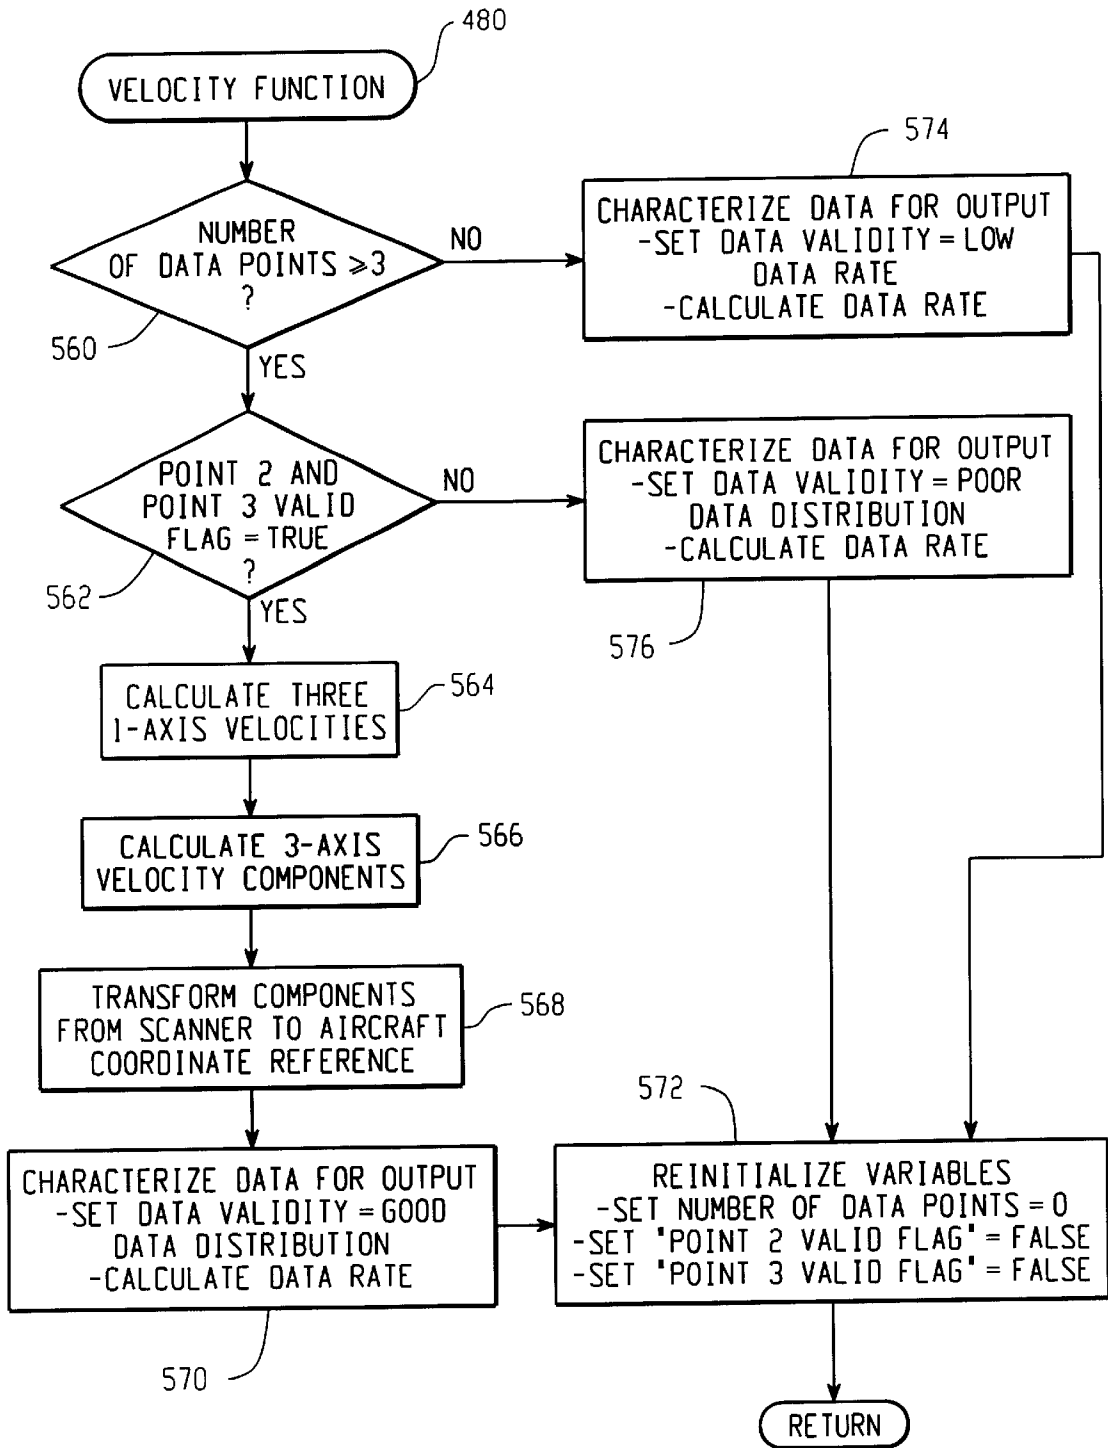 480
VELOCITY FUNCTION
574
NUMBER
OF DATA POINTS ⩾3
?
NO
560
YES
CHARACTERIZE DATA FOR OUTPUT
-SET DATA VALIDITY = LOW
DATA RATE
-CALCULATE DATA RATE
POINT 2 AND
POINT 3 VALID
FLAG = TRUE
?
NO
562
YES
CHARACTERIZE DATA FOR OUTPUT
-SET DATA VALIDITY = POOR
DATA DISTRIBUTION
-CALCULATE DATA RATE
576
CALCULATE THREE
1-AXIS VELOCITIES
564
CALCULATE 3-AXIS
VELOCITY COMPONENTS
566
TRANSFORM COMPONENTS
FROM SCANNER TO AIRCRAFT
COORDINATE REFERENCE
568
CHARACTERIZE DATA FOR OUTPUT
-SET DATA VALIDITY = GOOD
DATA DISTRIBUTION
-CALCULATE DATA RATE
570
572
REINITIALIZE VARIABLES
-SET NUMBER OF DATA POINTS = 0
-SET "POINT 2 VALID FLAG" = FALSE
-SET "POINT 3 VALID FLAG" = FALSE
RETURN